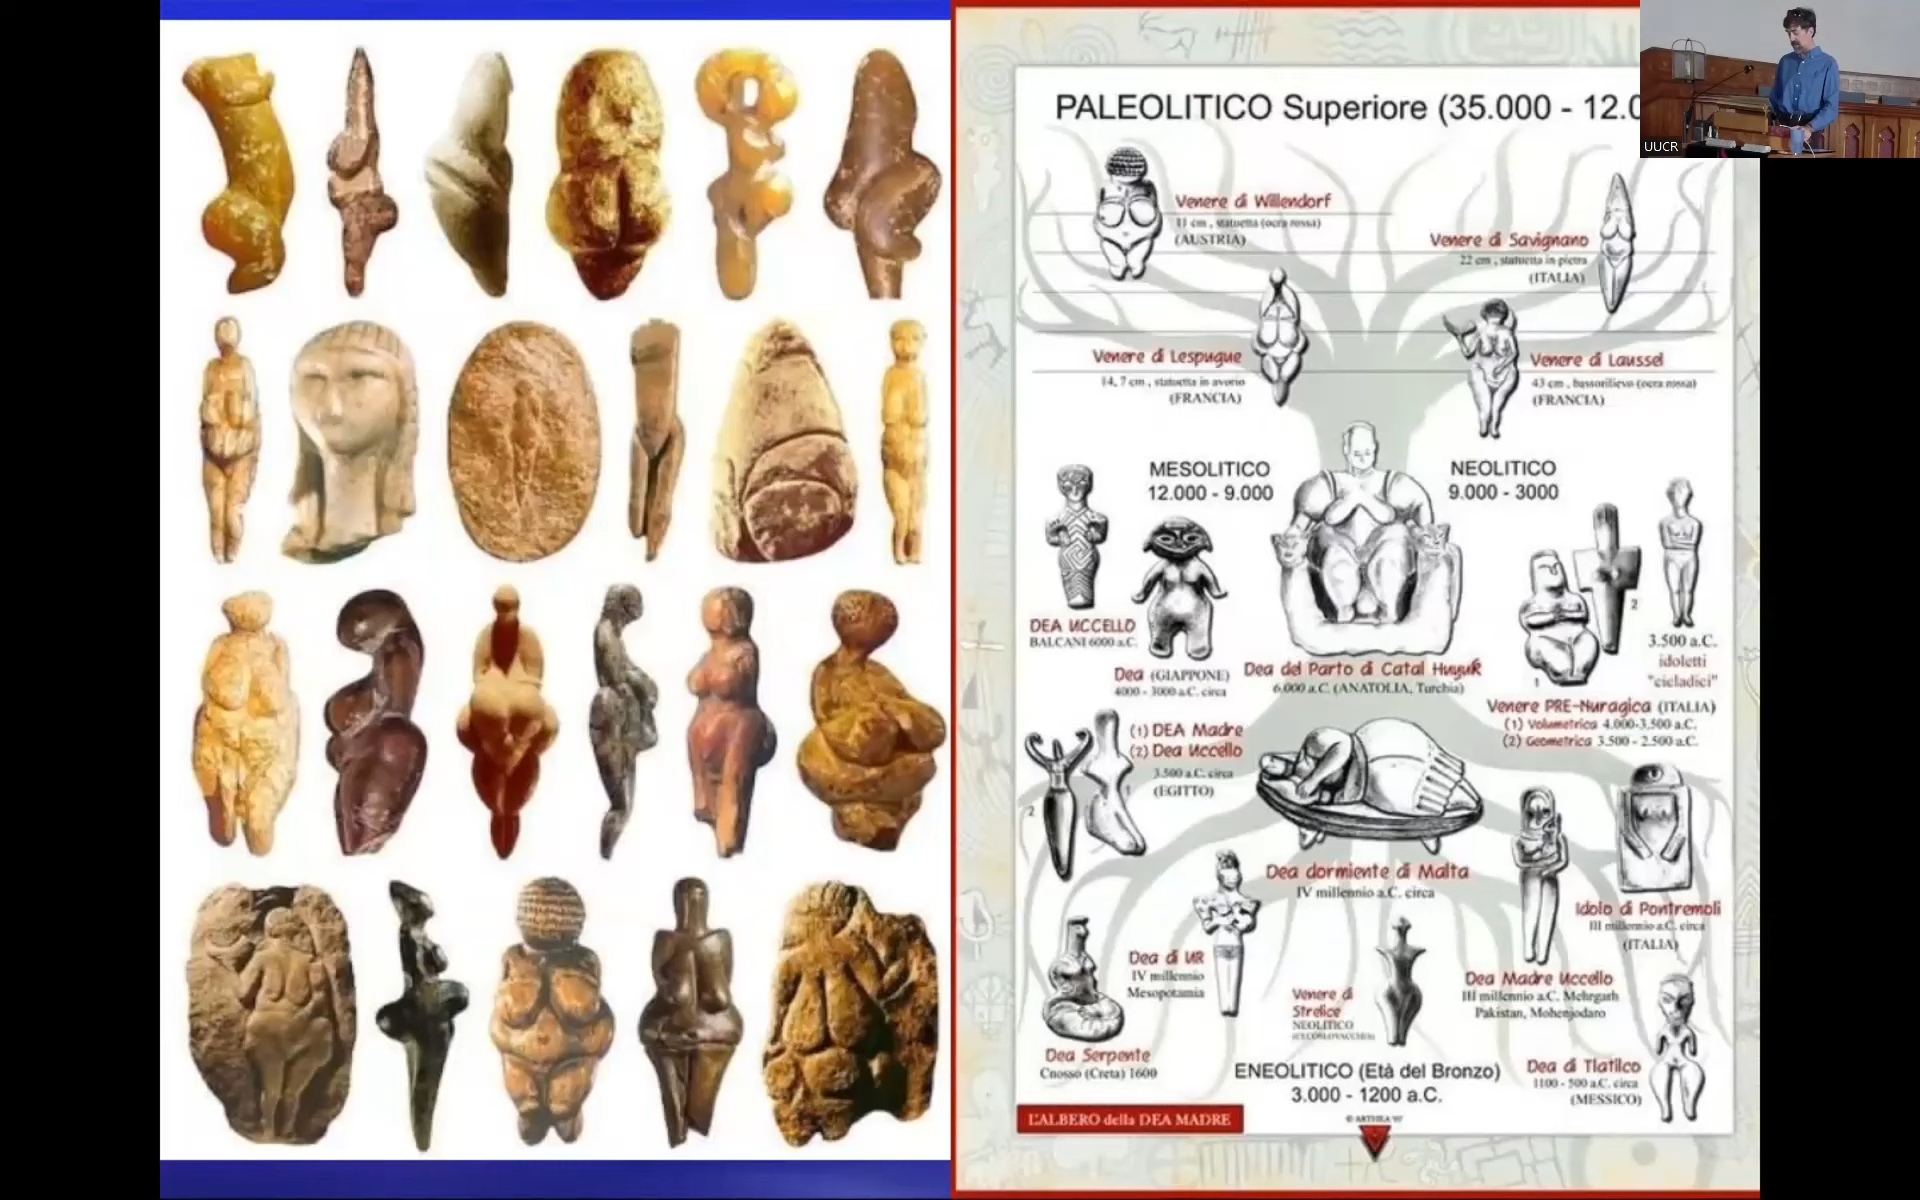 PALEOLITICO Superiore (35.000 - 12.0
UUCR
Venere di Willendorf
11 cm , statuetta (ocra rossa)
(AUSTRIA)
Venere di Savignano
22 cm , statuetta in pietra
(ITALIA)
Venere di Lespugue
14, 7 cm , statuetta in avorio
(FRANCIA)
Venere di Laussel
43 cm , bassorilievo (ocra rossa)
(FRANCIA)
MESOLITICO
12.000 - 9.000
NEOLITICO
9.000 - 3000
DEA UCCELLO
BALCANI 6000 a.C.
Dea (GIAPPONE)
4000 - 3000 a.C. circa
Dea del Parto di Catal Huyuk
6.000 a.C. (ANATOLIA, Turchia)
2
1
3.500 a.C.
idoletti
"cicladici"
Venere PRE-Nuragica (ITALIA)
(1) Volumetrica 4.000-3.500 a.C.
(2) Geometrica 3.500 - 2.500 a.C.
(1) DEA Madre
(2) Dea Uccello
3.500 a.C. circa
(EGITTO)
1
2
Dea dormiente di Malta
IV millennio a.C. circa
Idolo di Pontremoli
III millennio a.C. circa
(ITALIA)
Dea di UR
IV millennio
Mesopotamia
Venere di
Strelice
NEOLITICO
(CECOSLOVACCHIA)
Dea Madre Uccello
III millennio a.C. Mehrgarh
Pakistan, Mohenjodaro
Dea Serpente
Cnosso (Creta) 1600
ENEOLITICO (Età del Bronzo)
3.000 - 1200 a.C.
Dea di Tlatilco
1100 - 500 a.C. circa
(MESSICO)
L'ALBERO della DEA MADRE